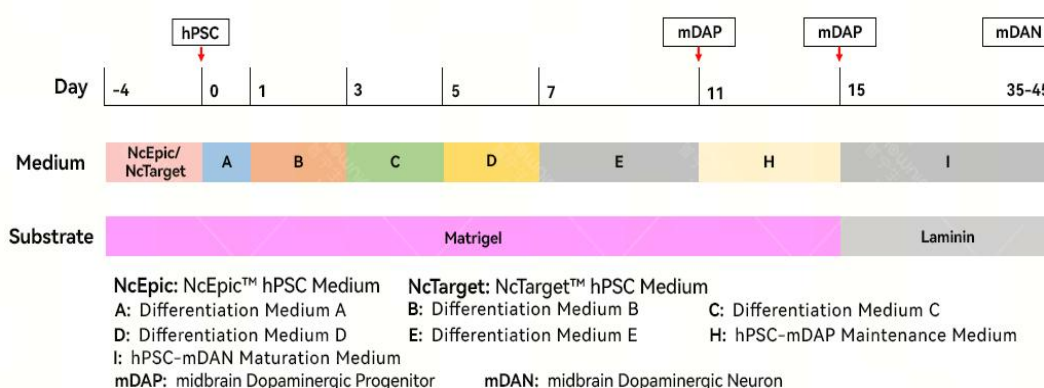 hPSC mDAP mDAP mDAN
Day -4 0 1 3 5 7 11 15 35-45
Medium NcEpic/ NcTarget A B C D E H I
Substrate Matrigel Laminin
NcEpic: NcEpic™ hPSC Medium NcTarget: NcTarget™ hPSC Medium
A: Differentiation Medium A B: Differentiation Medium B C: Differentiation Medium C
D: Differentiation Medium D E: Differentiation Medium E H: hPSC-mDAP Maintenance Medium
I: hPSC-mDAN Maturation Medium
mDAP: midbrain Dopaminergic Progenitor mDAN: midbrain Dopaminergic Neuron